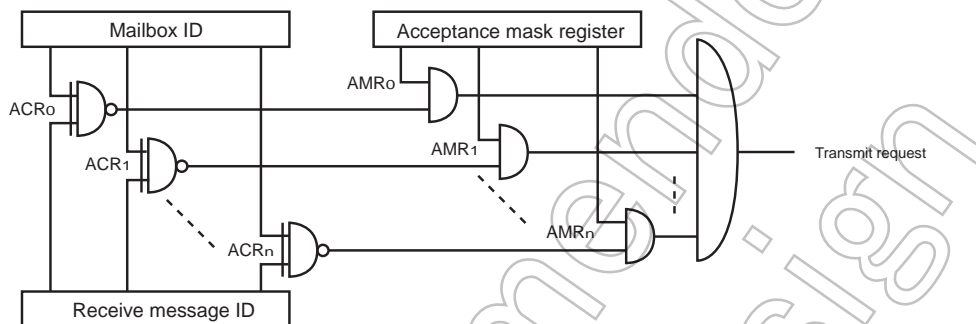 Mailbox ID
Acceptance mask register
AMR0
ACR0
AMR1
ACR1
Transmit request
AMRn
ACRn
Receive message ID